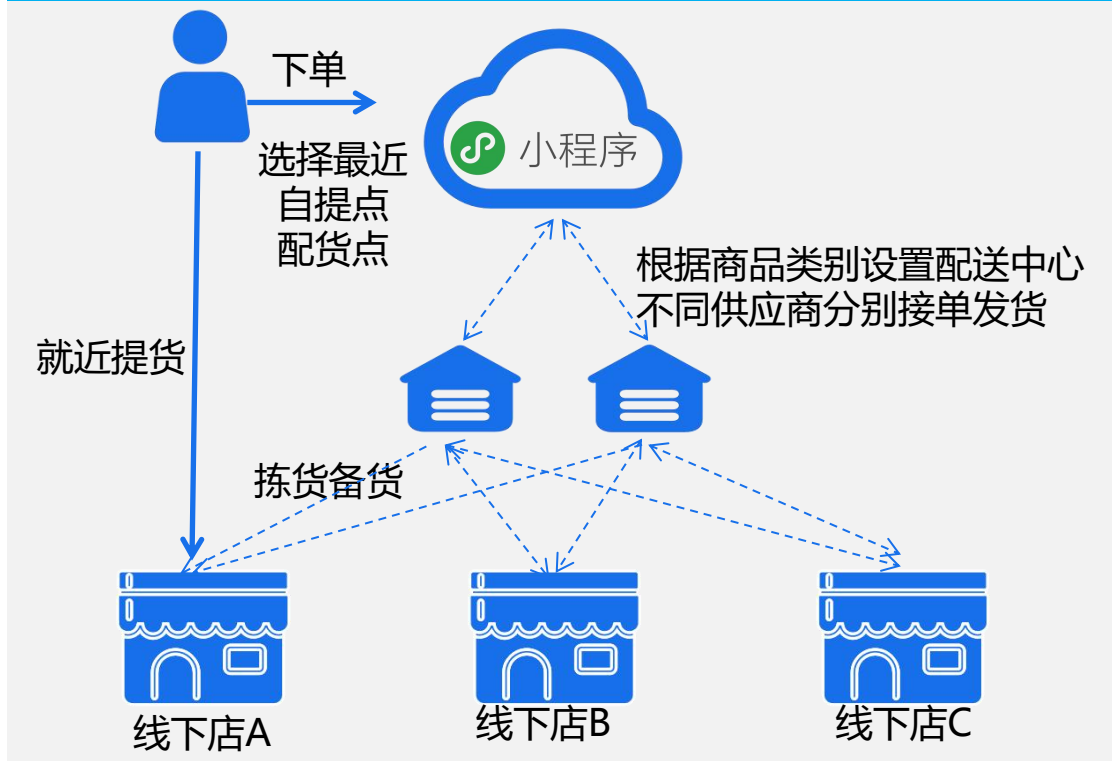 下单
小程序
选择最近
自提点
配货点
根据商品类别设置配送中心
不同供应商分别接单发货
就近提货
拣货备货
线下店A
线下店B
线下店C